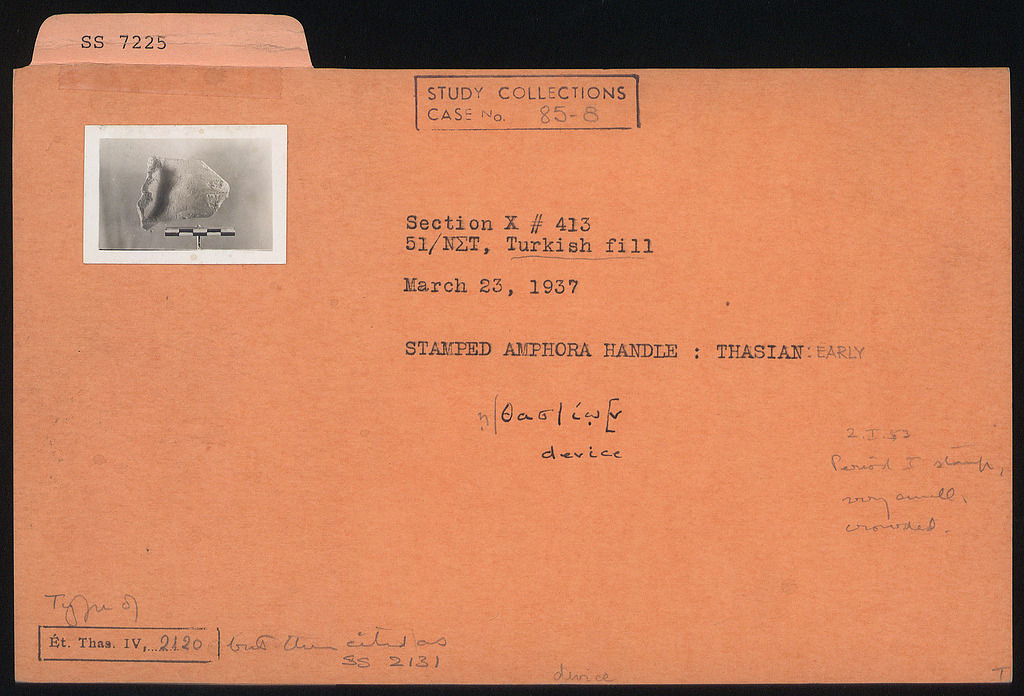 SS 7225
STUDY COLLECTIONS
CASE No. 85-8
Section X # 413
51/ΝΣΤ, Turkish fill
March 23, 1937
STAMPED AMPHORA HANDLE : THASIAN: EARLY
η/θασ/ίω[ν
device
2.I.53
Period I stamp,
very small,
crowded.
Type of
Ét. Thas. IV, 2120 but then cited as
SS 2131
device
T